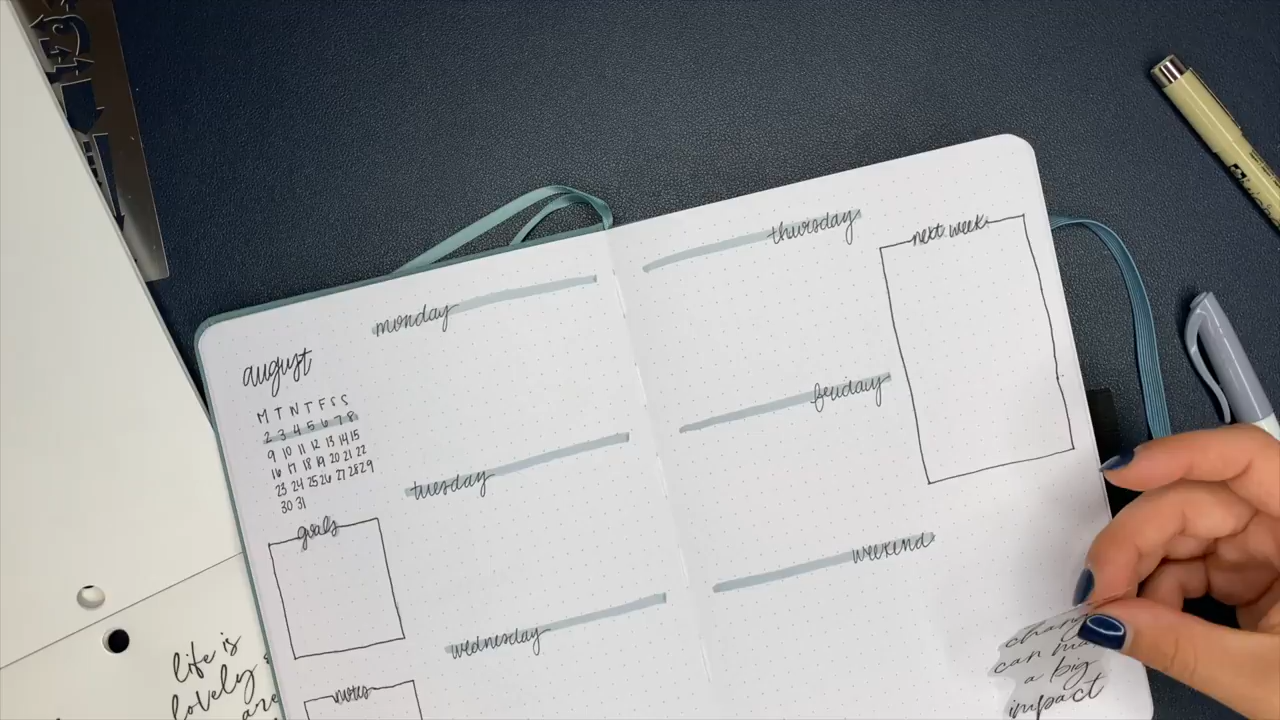 monday
august
M T N T F S S
2 3 4 5 6 7 8
9 10 11 12 13 14 15
16 17 18 19 20 21 22
23 24 25 26 27 28 29
30 31
tuesday
goals
wednesday
notes
thursday
next week
friday
weekend
can
a big
impact
life is
lovely
are